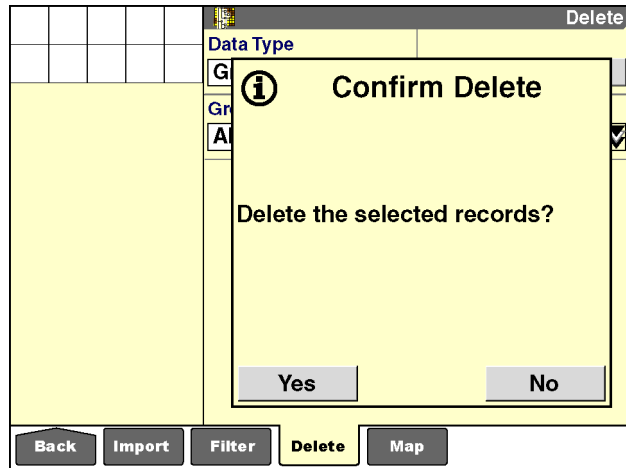 Delete
Data Type
Confirm Delete
Delete the selected records?
Yes
No
Back
Import
Filter
Delete
Map